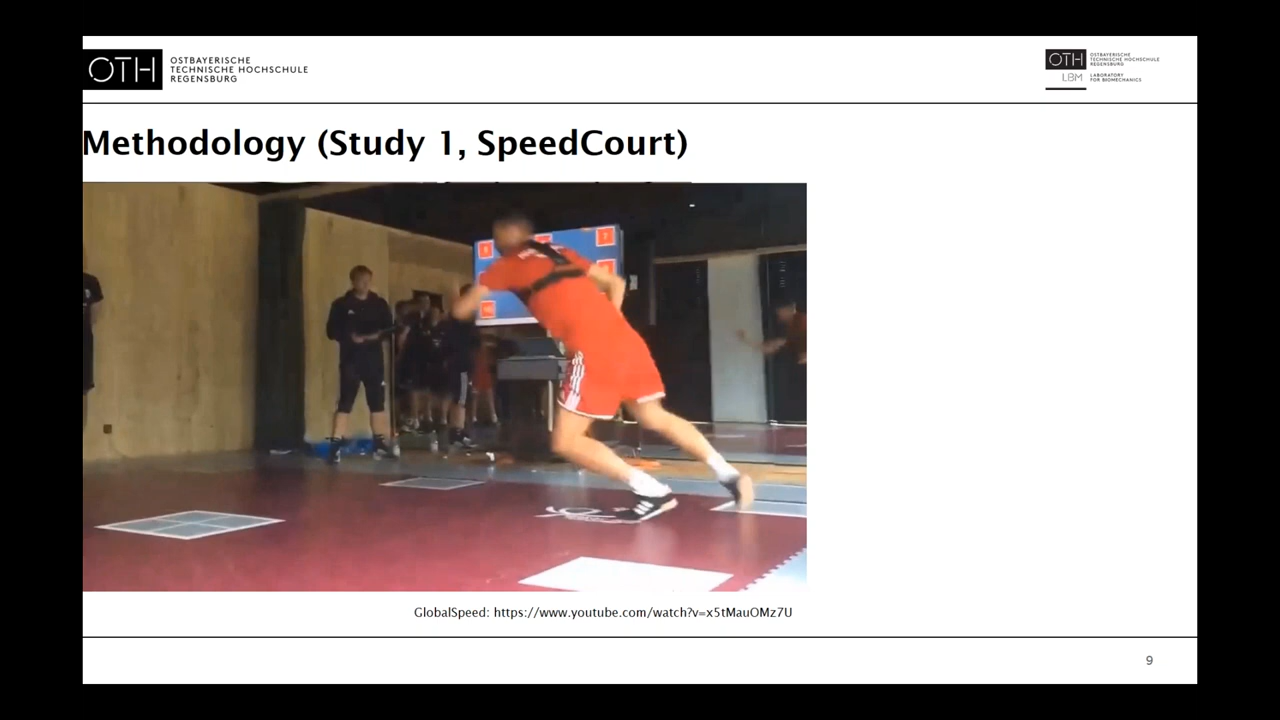 OTH
OSTBAYERISCHE
TECHNISCHE HOCHSCHULE
REGENSBURG
OTH
OSTBAYERISCHE
TECHNISCHE HOCHSCHULE
REGENSBURG
LBM
LABORATORY
FOR BIOMECHANICS
Methodology (Study 1, SpeedCourt)
GlobalSpeed: https://www.youtube.com/watch?v=x5tMauOMz7U
9